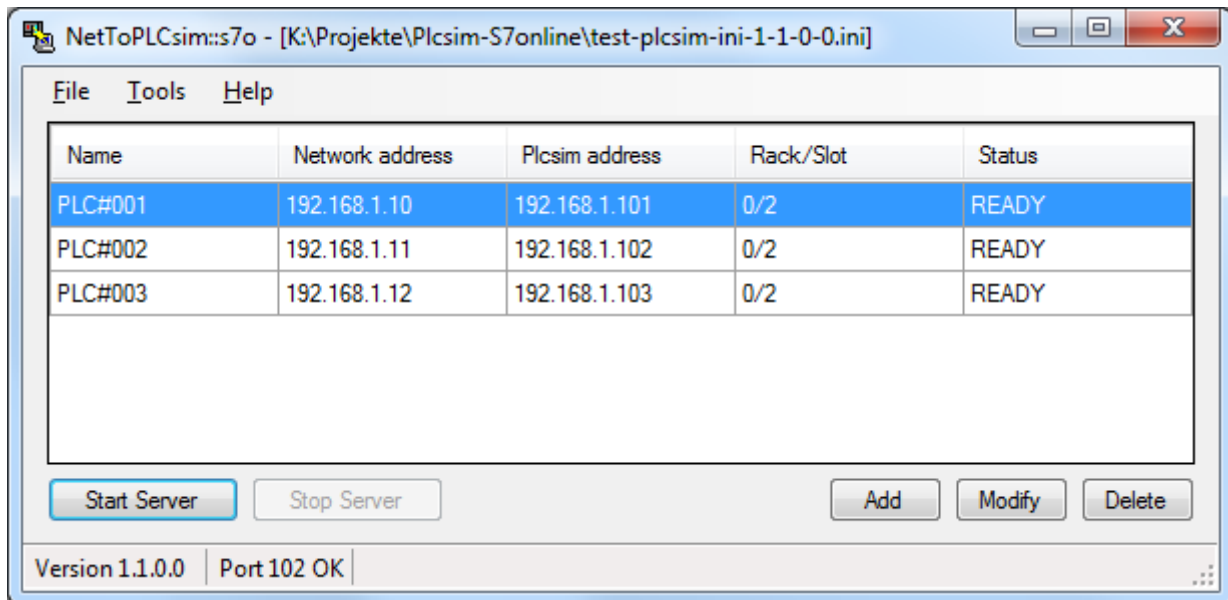 NetToPLCsim::s7o - [K:\Projekte\Plcsim-S7online\test-plcsim-ini-1-1-0-0.ini]
File Tools Help
Name Network address Plcsim address Rack/Slot Status
PLC#001 192.168.1.10 192.168.1.101 0/2 READY
PLC#002 192.168.1.11 192.168.1.102 0/2 READY
PLC#003 192.168.1.12 192.168.1.103 0/2 READY
Start Server Stop Server Add Modify Delete
Version 1.1.0.0 Port 102 OK